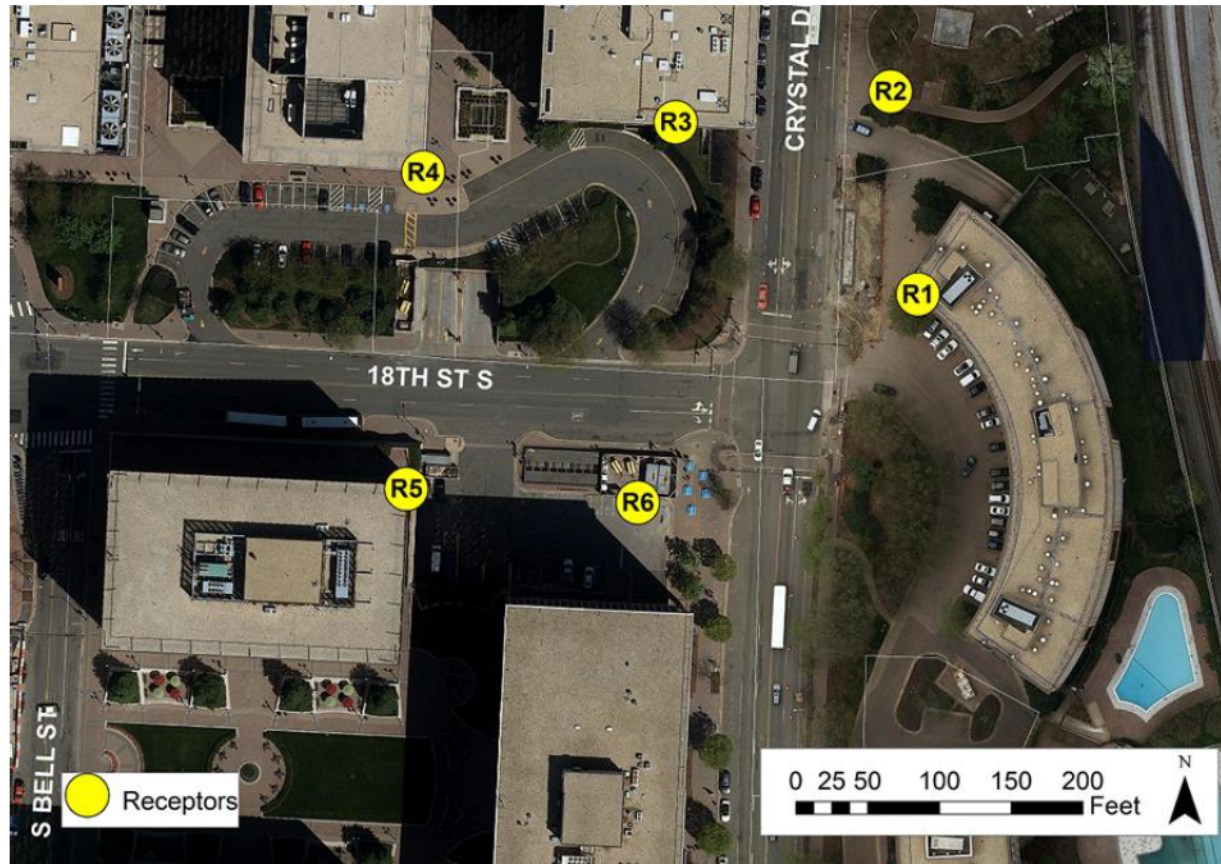 CRYSTAL D
R2
R3
R4
R1
18TH ST S
R5
R6
S BELL ST
Receptors
0 25 50 100 150 200
Feet
N